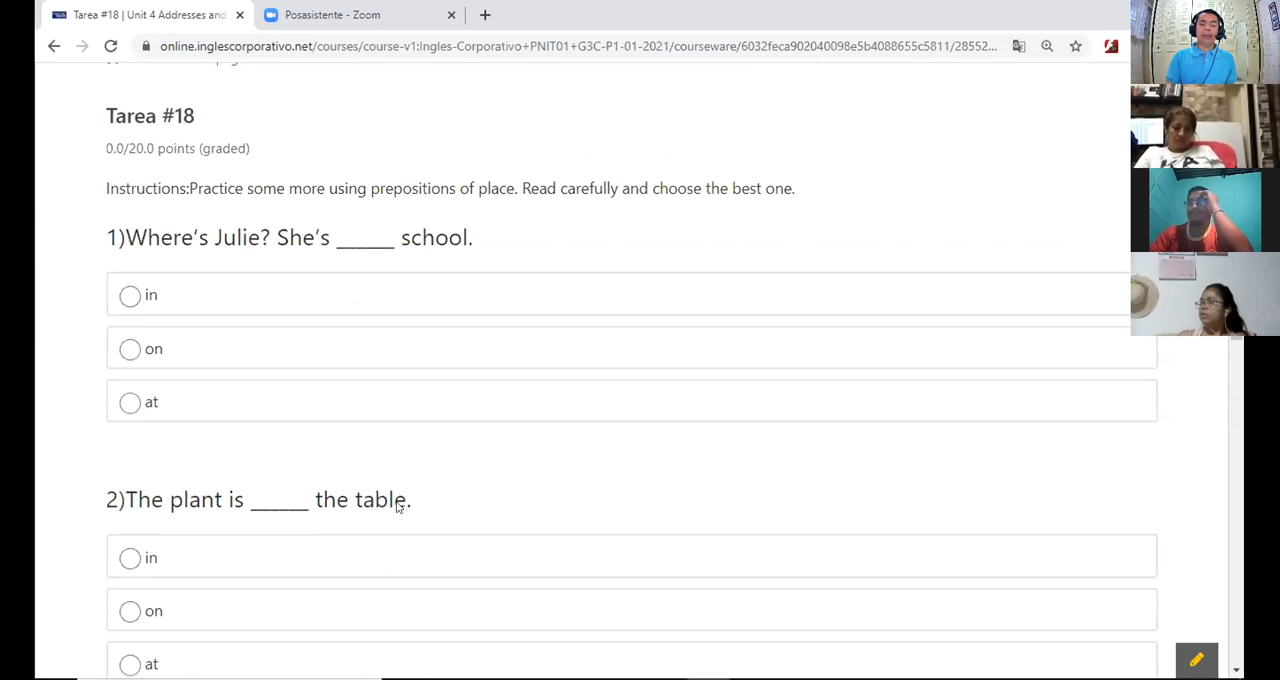 Tarea #18 | Unit 4 Addresses and
Posasistente - Zoom
online.inglescorporativo.net/courses/course-v1:Ingles-Corporativo+PNIT01+G3C-P1-01-2021/courseware/6032feca902040098e5b4088655c5811/28552...
Tarea #18
0.0/20.0 points (graded)
Instructions:Practice some more using prepositions of place. Read carefully and choose the best one.
1)Where's Julie? She's ______ school.
in
on
at
2)The plant is ______ the table.
in
on
at